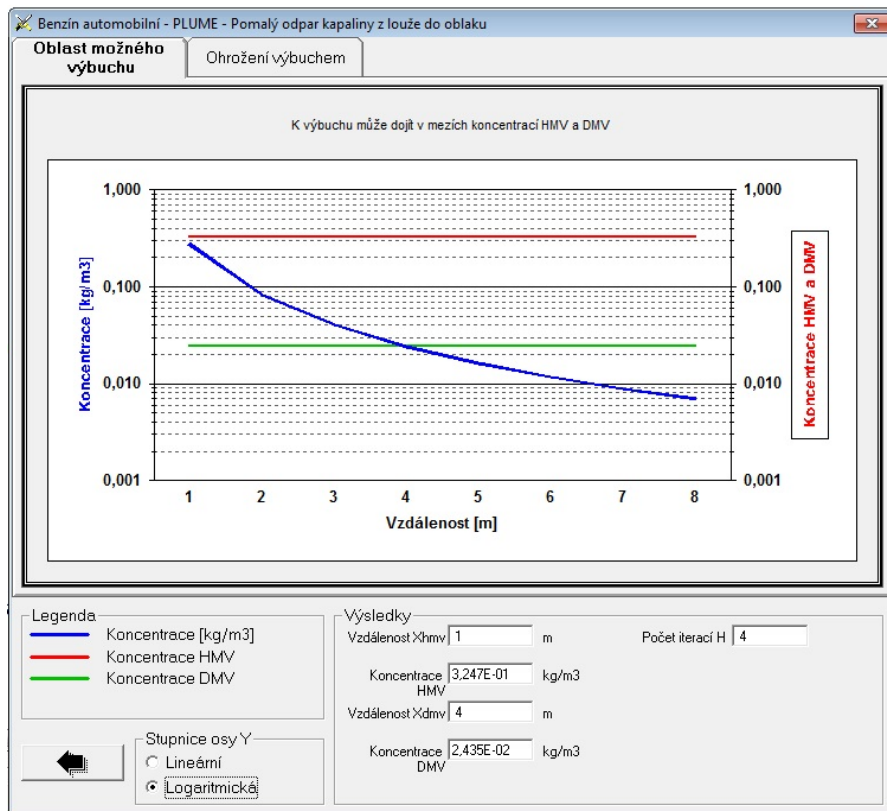 Benzín automobilní - PLUME - Pomalý odpar kapaliny z louže do oblaku
Oblast možného
výbuchu
Ohrožení výbuchem
K výbuchu může dojít v mezích koncentrací HMV a DMV
1,000
0,100
0,010
0,001
Koncentrace [kg/m3]
1,000
0,100
0,010
0,001
Koncentrace HMV a DMV
1 2 3 4 5 6 7 8
Vzdálenost [m]
Legenda
Koncentrace [kg/m3]
Koncentrace HMV
Koncentrace DMV
Stupnice osy Y
Lineární
Logaritmická
Výsledky
Vzdálenost Xhmv 1 m Počet iterací H 4
Koncentrace 3,247E-01 kg/m3
HMV
Vzdálenost Xdmv 4 m
Koncentrace 2,435E-02 kg/m3
DMV